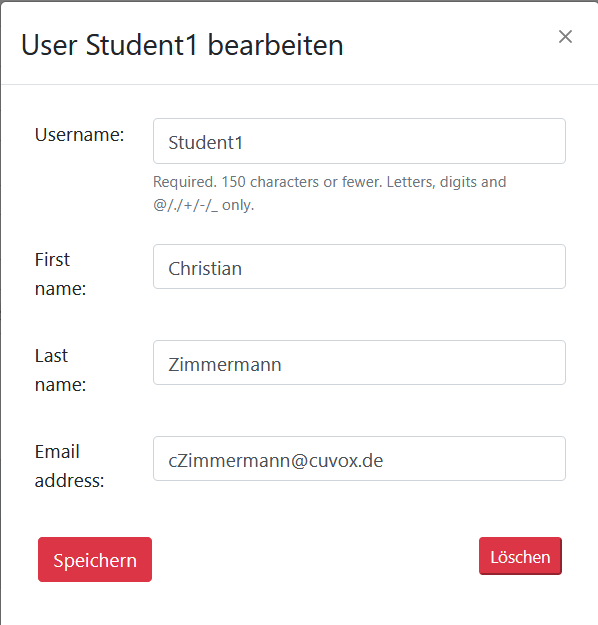 User Student1 bearbeiten
×
Username:
Student1
Required. 150 characters or fewer. Letters, digits and
@/./+/-/_ only.
First
name:
Christian
Last
name:
Zimmermann
Email
address:
cZimmermann@cuvox.de
Speichern
Löschen